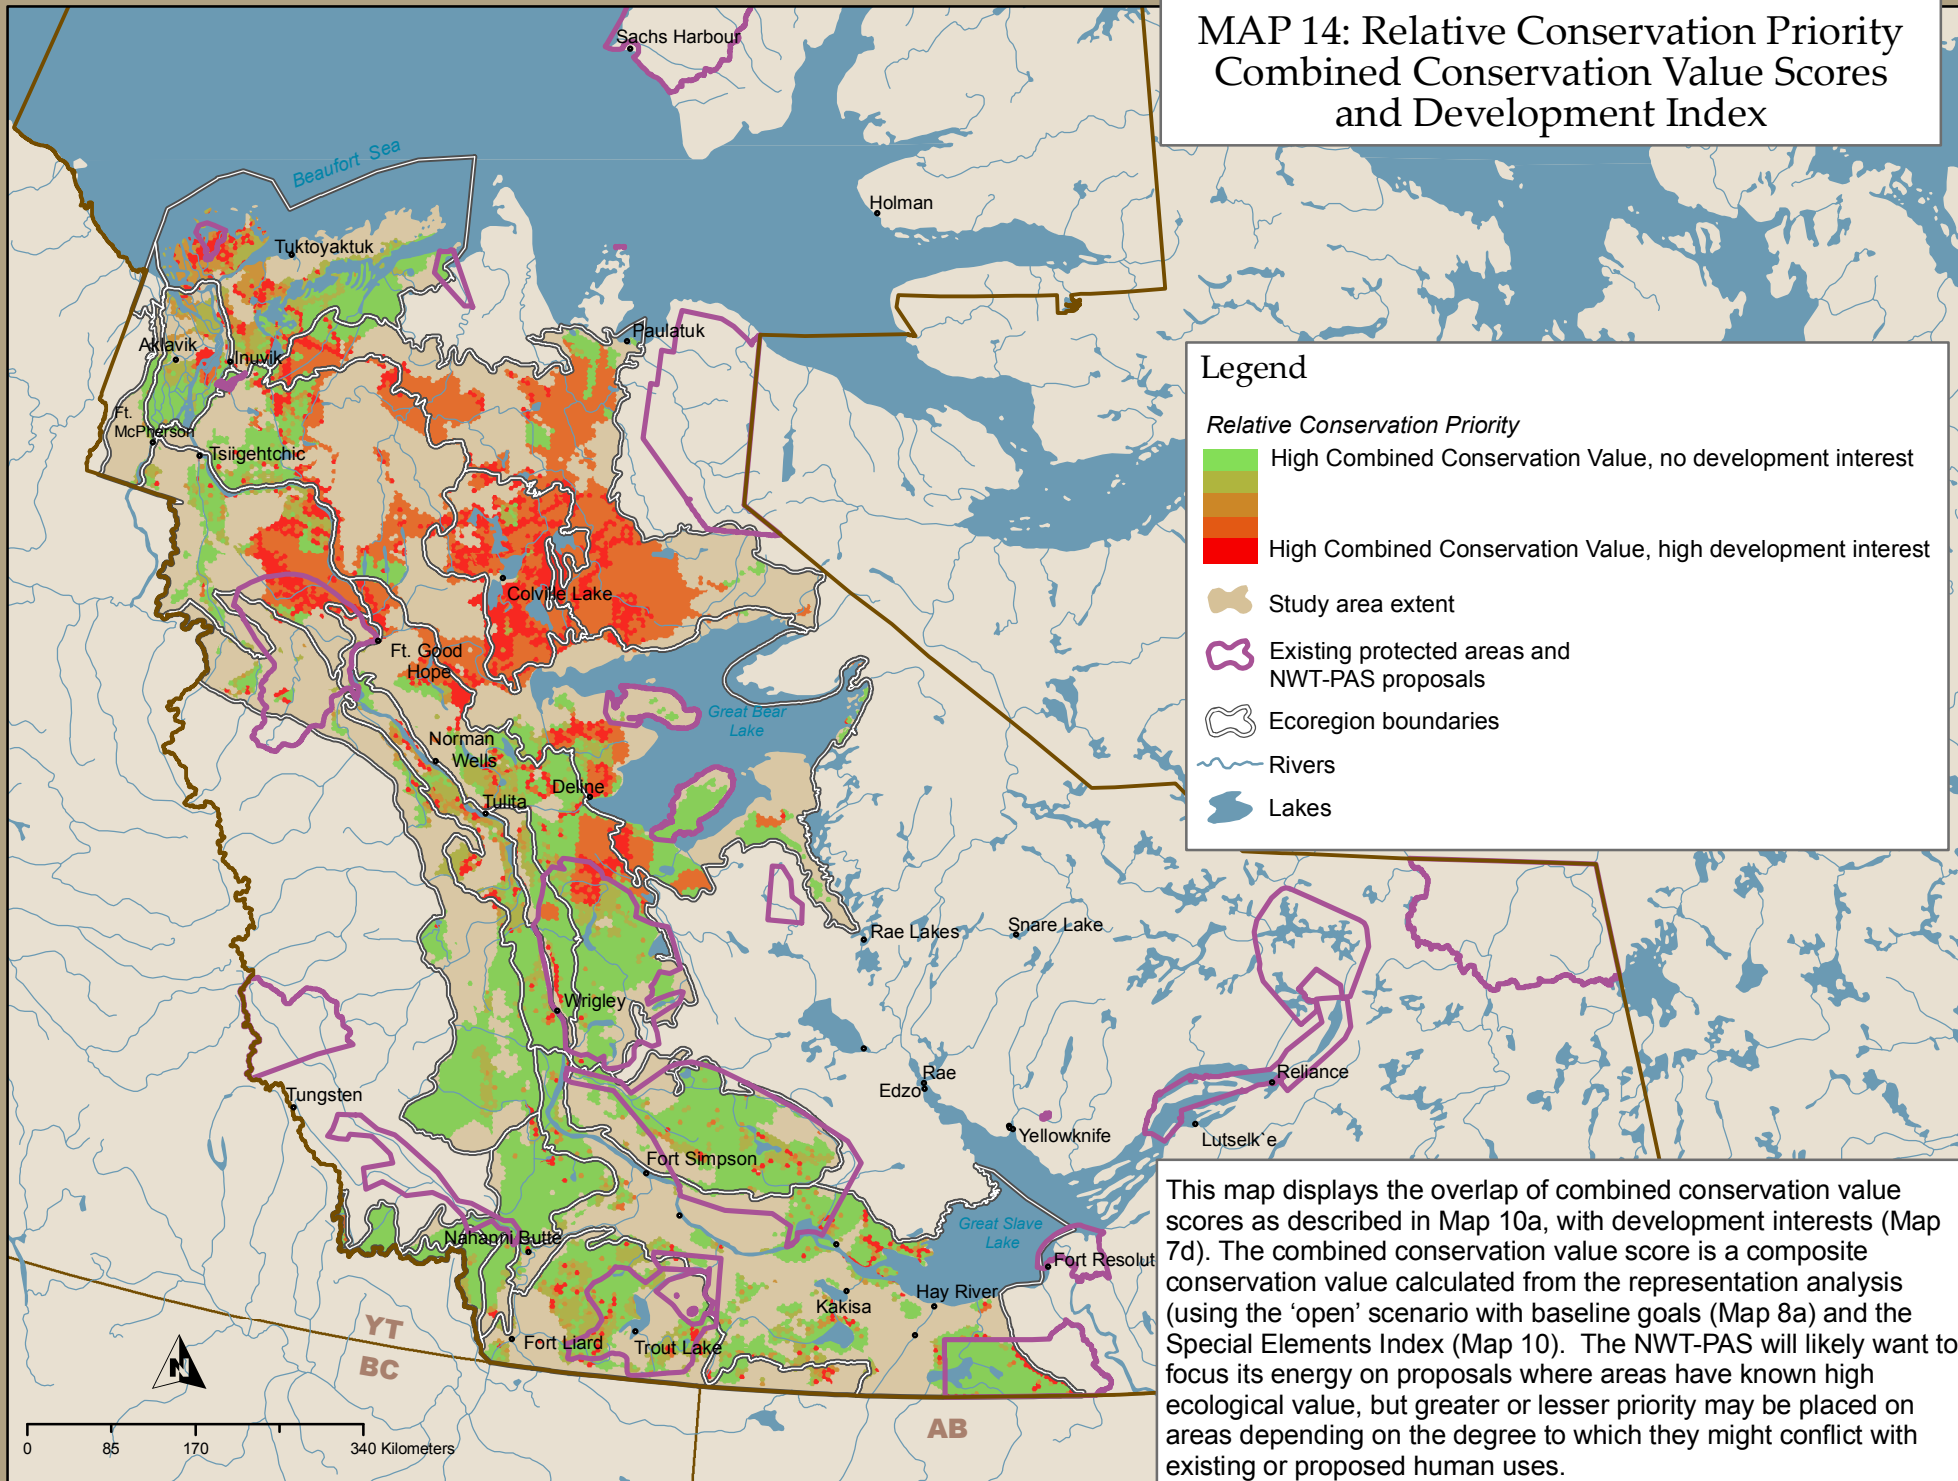 MAP 14: Relative Conservation Priority
Combined Conservation Value Scores
and Development Index
Sachs Harbour
Beaufort Sea
Holman
Tuktoyaktuk
Paulatuk
Aklavik
Inuvik
Ft.
McPherson
Tsiigehtchic
Colville Lake
Ft. Good
Hope
Great Bear
Lake
Norman
Wells
Deline
Tulita
Rae Lakes
Snare Lake
Wrigley
Rae
Edzo
Reliance
Tungsten
Yellowknife
Lutselk`e
Fort Simpson
Nahanni Butte
Great Slave
Lake
Fort Resolut
Hay River
Kakisa
Fort Liard
Trout Lake
YT
BC
AB
N
0 85 170 340 Kilometers
Legend
Relative Conservation Priority
High Combined Conservation Value, no development interest
High Combined Conservation Value, high development interest
Study area extent
Existing protected areas and
NWT-PAS proposals
Ecoregion boundaries
Rivers
Lakes
This map displays the overlap of combined conservation value
scores as described in Map 10a, with development interests (Map
7d). The combined conservation value score is a composite
conservation value calculated from the representation analysis
(using the ‘open’ scenario with baseline goals (Map 8a) and the
Special Elements Index (Map 10).  The NWT-PAS will likely want to
focus its energy on proposals where areas have known high
ecological value, but greater or lesser priority may be placed on
areas depending on the degree to which they might conflict with
existing or proposed human uses.